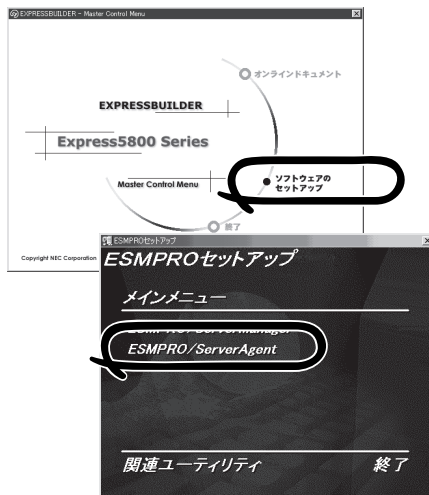 EXPRESSBUILDER - Master Control Menu
オンラインドキュメント
EXPRESSBUILDER
Express5800 Series
ソフトウェアの
セットアップ
Master Control Menu
終了
Copyright NEC Corporation
ESMPROセットアップ
ESMPROセットアップ
メインメニュー
ESMPRO/ServerManager
ESMPRO/ServerAgent
関連ユーティリティ
終了